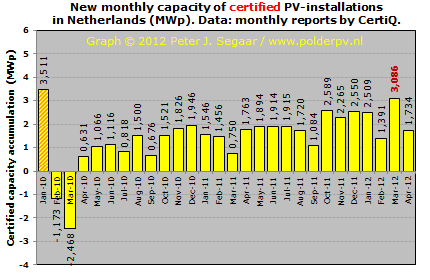 New monthly capacity of certified PV-installations
in Netherlands (MWp). Data: monthly reports by CertiQ.
Graph © 2012 Peter J. Segaar / www.polderpv.nl
Certified capacity accumulation (MWp)
6
5
4
3
2
1
0
-1
-2
-3
-4
3,511
-1,173
-2,468
0,631
1,066
1,116
0,818
1,500
0,676
1,521
1,826
1,946
1,546
1,456
0,750
1,763
1,894
1,914
1,915
1,720
1,084
2,589
2,265
2,550
2,509
1,391
3,086
1,734
Jan-10
Feb-10
Mar-10
Apr-10
May-10
Jun-10
Jul-10
Aug-10
Sep-10
Oct-10
Nov-10
Dec-10
Jan-11
Feb-11
Mar-11
Apr-11
May-11
Jun-11
Jul-11
Aug-11
Sep-11
Oct-11
Nov-11
Dec-11
Jan-12
Feb-12
Mar-12
Apr-12